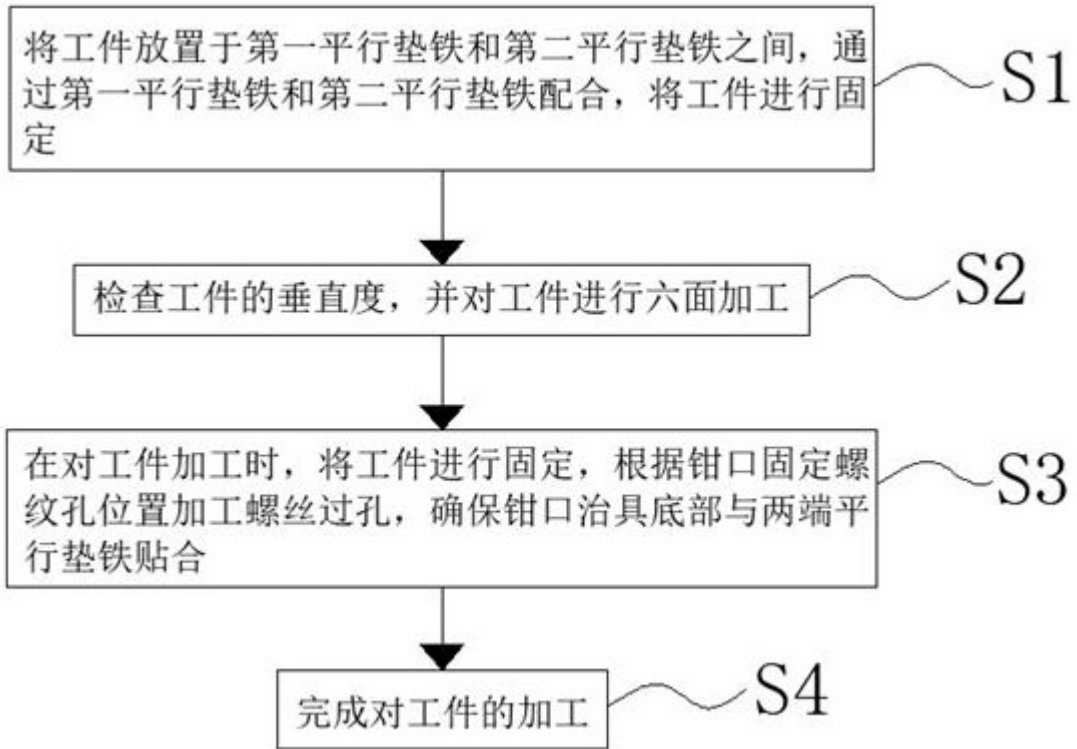 将工件放置于第一平行垫铁和第二平行垫铁之间，通
过第一平行垫铁和第二平行垫铁配合，将工件进行固
定
S1
检查工件的垂直度，并对工件进行六面加工
S2
在对工件加工时，将工件进行固定，根据钳口固定螺
纹孔位置加工螺丝过孔，确保钳口治具底部与两端平
行垫铁贴合
S3
完成对工件的加工
S4